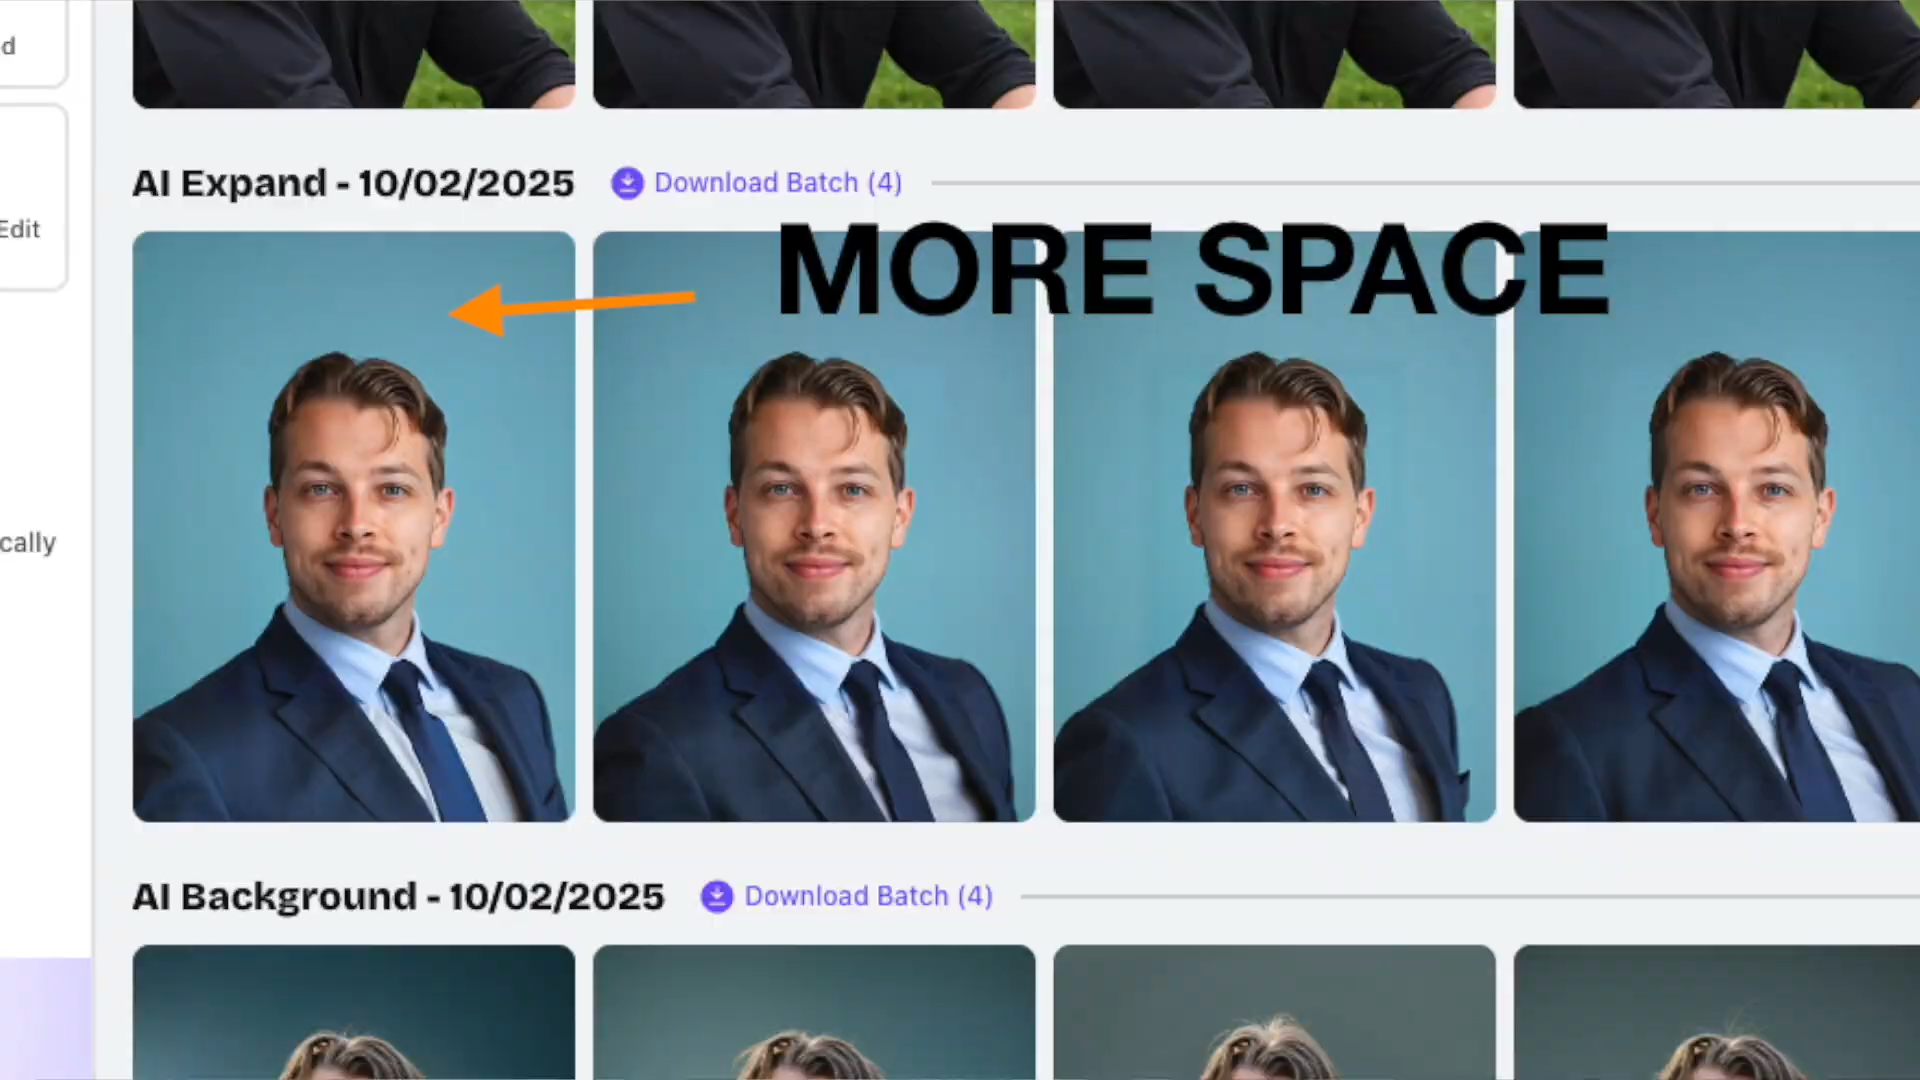 d
AI Expand - 10/02/2025
Download Batch (4)
Edit
MORE SPACE
cally
AI Background - 10/02/2025
Download Batch (4)